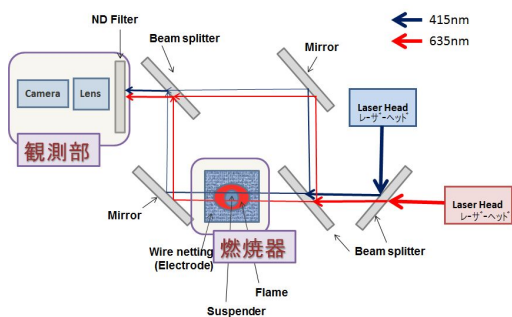 ND Filter
Beam splitter
Mirror
415nm
635nm
Camera
Lens
観測部
Laser Head
レーザーヘッド
Laser Head
レーザーヘッド
Mirror
Wire netting
(Electrode)
燃焼器
Flame
Suspender
Beam splitter